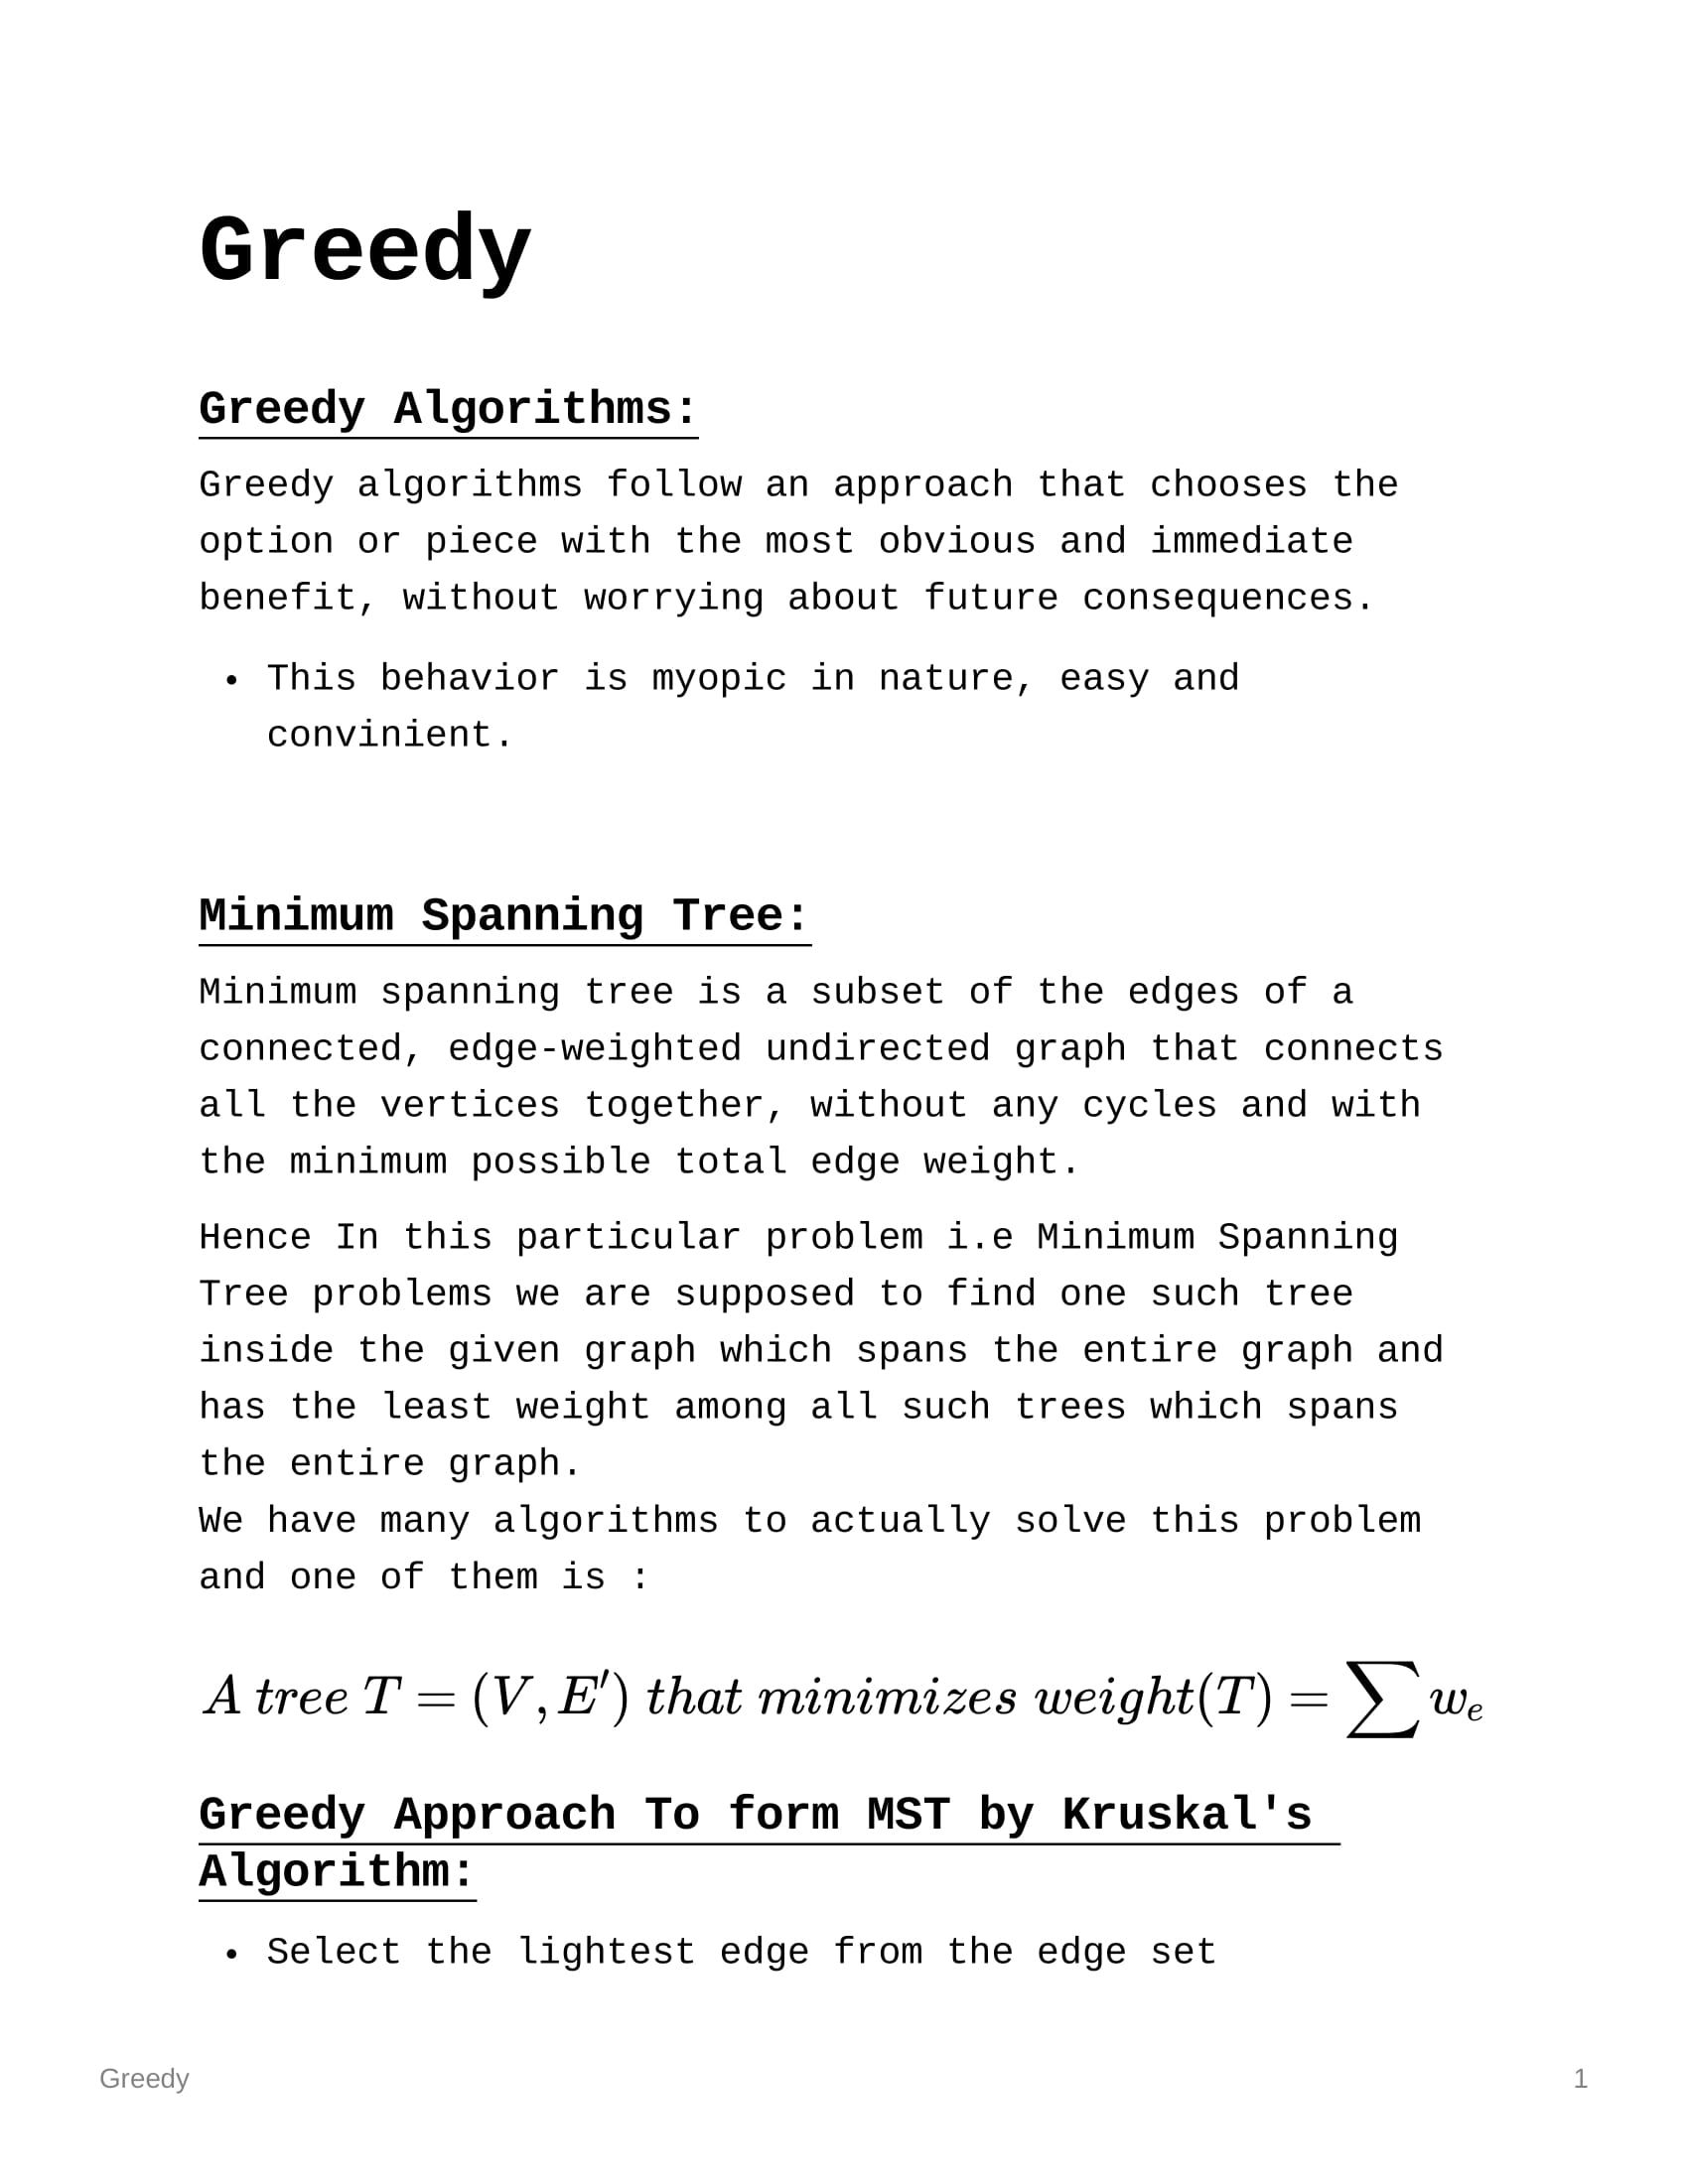 Greedy
Greedy Algorithms:
Greedy algorithms follow an approach that chooses the
option or piece with the most obvious and immediate
benefit, without worrying about future consequences.
• This behavior is myopic in nature, easy and
convinient.
Minimum Spanning Tree:
Minimum spanning tree is a subset of the edges of a
connected, edge-weighted undirected graph that connects
all the vertices together, without any cycles and with
the minimum possible total edge weight.
Hence In this particular problem i.e Minimum Spanning
Tree problems we are supposed to find one such tree
inside the given graph which spans the entire graph and
has the least weight among all such trees which spans
the entire graph.
We have many algorithms to actually solve this problem
and one of them is :
A tree T = (V, E′) that minimizes weight(T) = ∑ wₑ
Greedy Approach To form MST by Kruskal's
Algorithm:
• Select the lightest edge from the edge set
Greedy 1